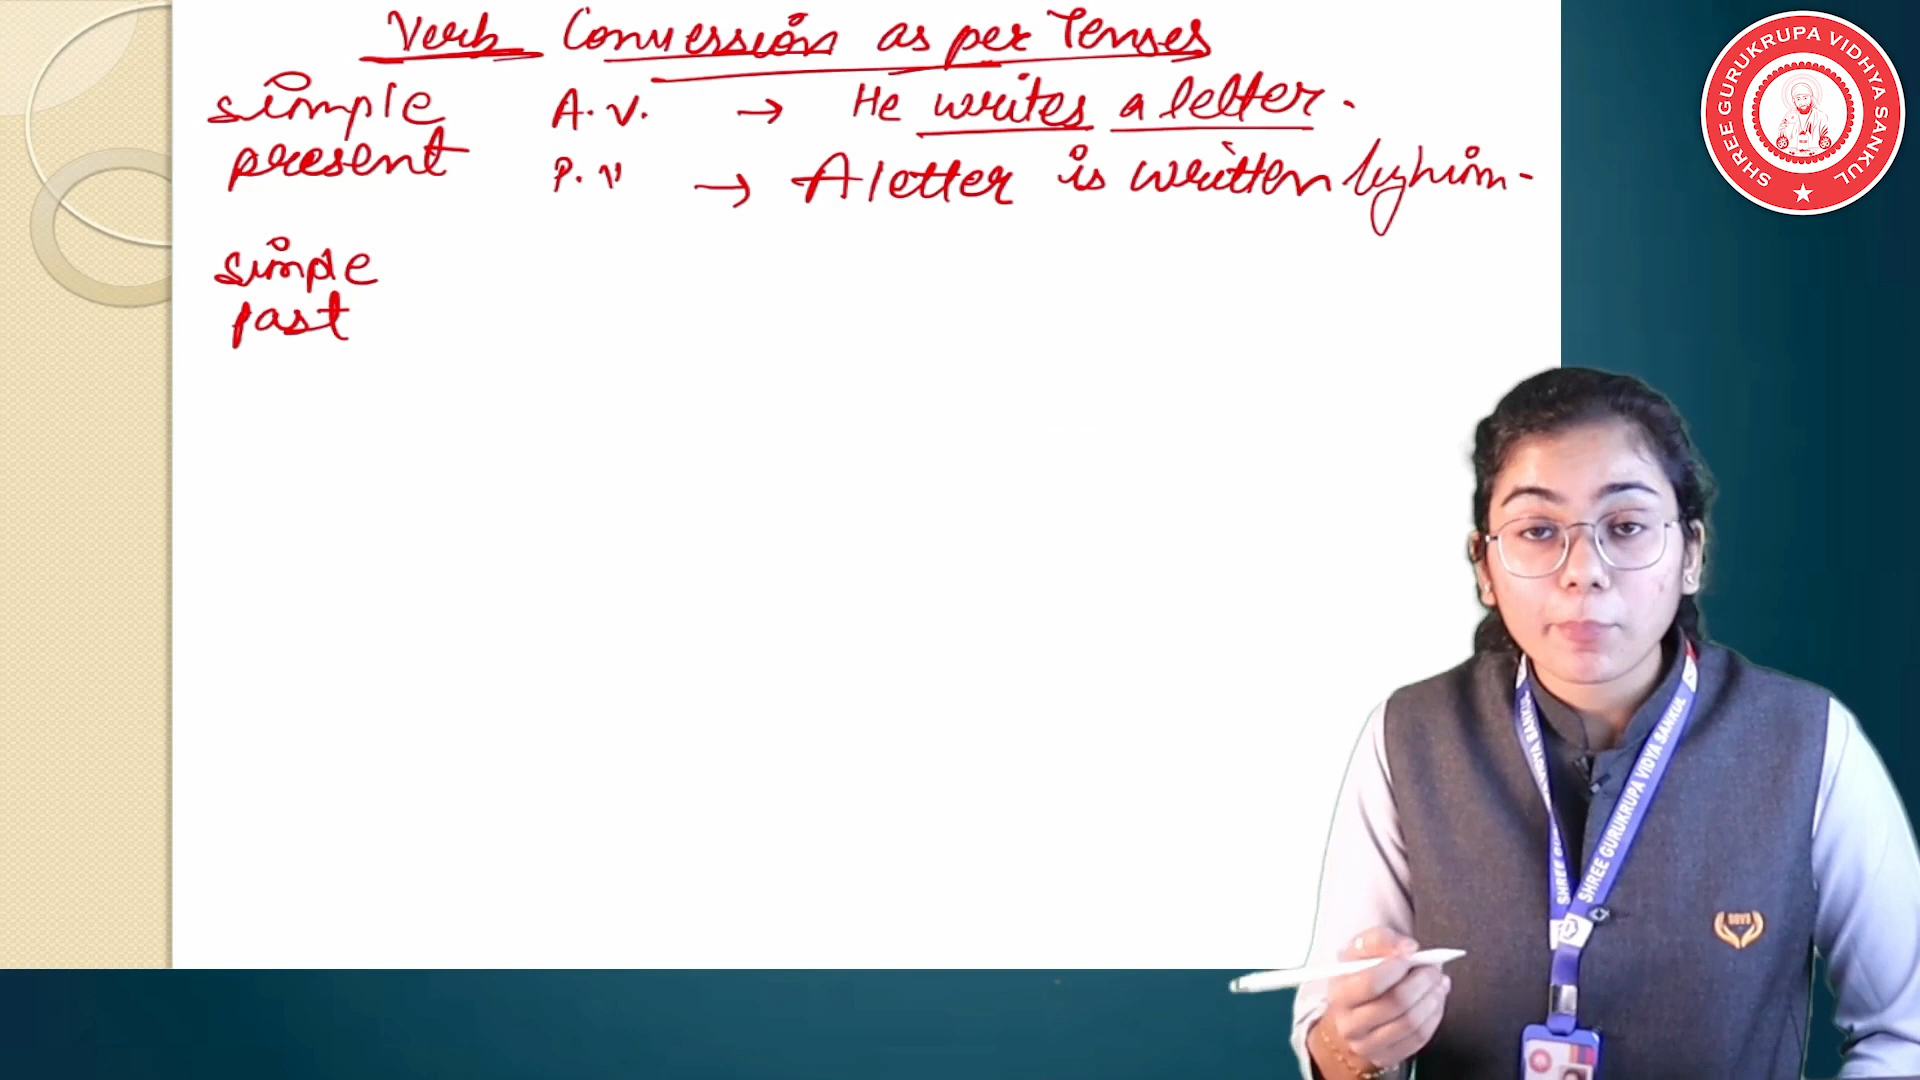 Verb Conversion as per Tenses
simple A.V. → He writes a letter.
present P.V → A letter is written by him.
simple
past
SHREE GURUKRUPA VIDHYA SANKUL
SHREE GURUKRUPA VIDYA SANKUL
SGVS